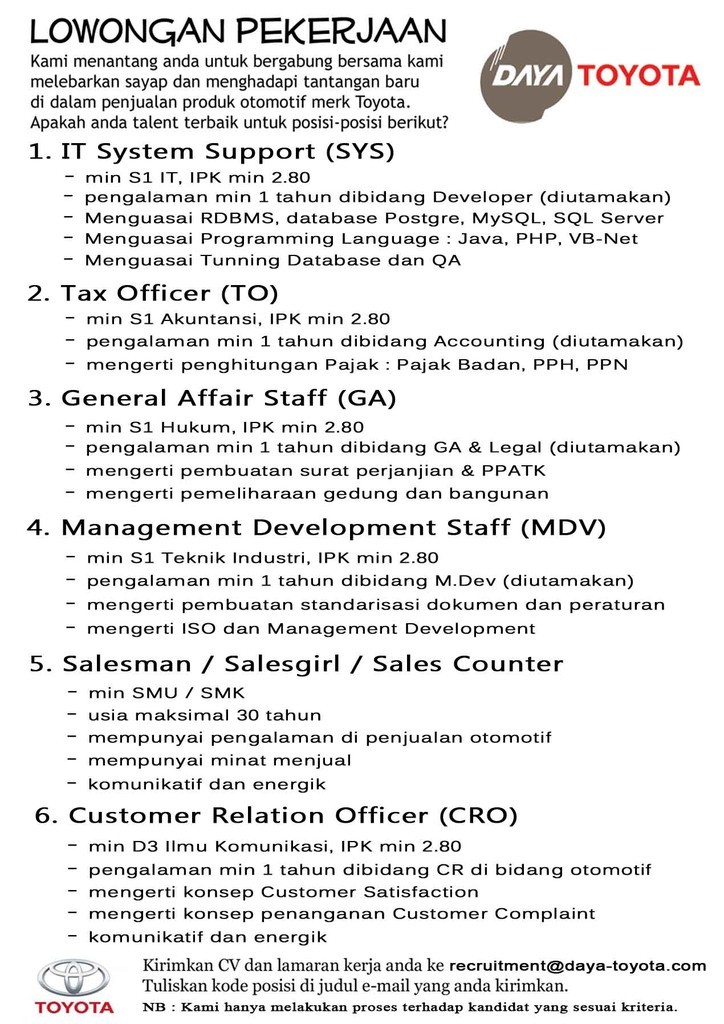 LOWONGAN PEKERJAAN
Kami menantang anda untuk bergabung bersama kami
melebarkan sayap dan menghadapi tantangan baru
di dalam penjualan produk otomotif merk Toyota.
Apakah anda talent terbaik untuk posisi-posisi berikut?
DAYA TOYOTA
1. IT System Support (SYS)
- min S1 IT, IPK min 2.80
- pengalaman min 1 tahun dibidang Developer (diutamakan)
- Menguasai RDBMS, database Postgre, MySQL, SQL Server
- Menguasai Programming Language : Java, PHP, VB-Net
- Menguasai Tunning Database dan QA
2. Tax Officer (TO)
- min S1 Akuntansi, IPK min 2.80
- pengalaman min 1 tahun dibidang Accounting (diutamakan)
- mengerti penghitungan Pajak : Pajak Badan, PPH, PPN
3. General Affair Staff (GA)
- min S1 Hukum, IPK min 2.80
- pengalaman min 1 tahun dibidang GA & Legal (diutamakan)
- mengerti pembuatan surat perjanjian & PPATK
- mengerti pemeliharaan gedung dan bangunan
4. Management Development Staff (MDV)
- min S1 Teknik Industri, IPK min 2.80
- pengalaman min 1 tahun dibidang M.Dev (diutamakan)
- mengerti pembuatan standarisasi dokumen dan peraturan
- mengerti ISO dan Management Development
5. Salesman / Salesgirl / Sales Counter
- min SMU / SMK
- usia maksimal 30 tahun
- mempunyai pengalaman di penjualan otomotif
- mempunyai minat menjual
- komunikatif dan energik
6. Customer Relation Officer (CRO)
- min D3 Ilmu Komunikasi, IPK min 2.80
- pengalaman min 1 tahun dibidang CR di bidang otomotif
- mengerti konsep Customer Satisfaction
- mengerti konsep penanganan Customer Complaint
- komunikatif dan energik
TOYOTA
Kirimkan CV dan lamaran kerja anda ke recruitment@daya-toyota.com
Tuliskan kode posisi di judul e-mail yang anda kirimkan.
NB : Kami hanya melakukan proses terhadap kandidat yang sesuai kriteria.